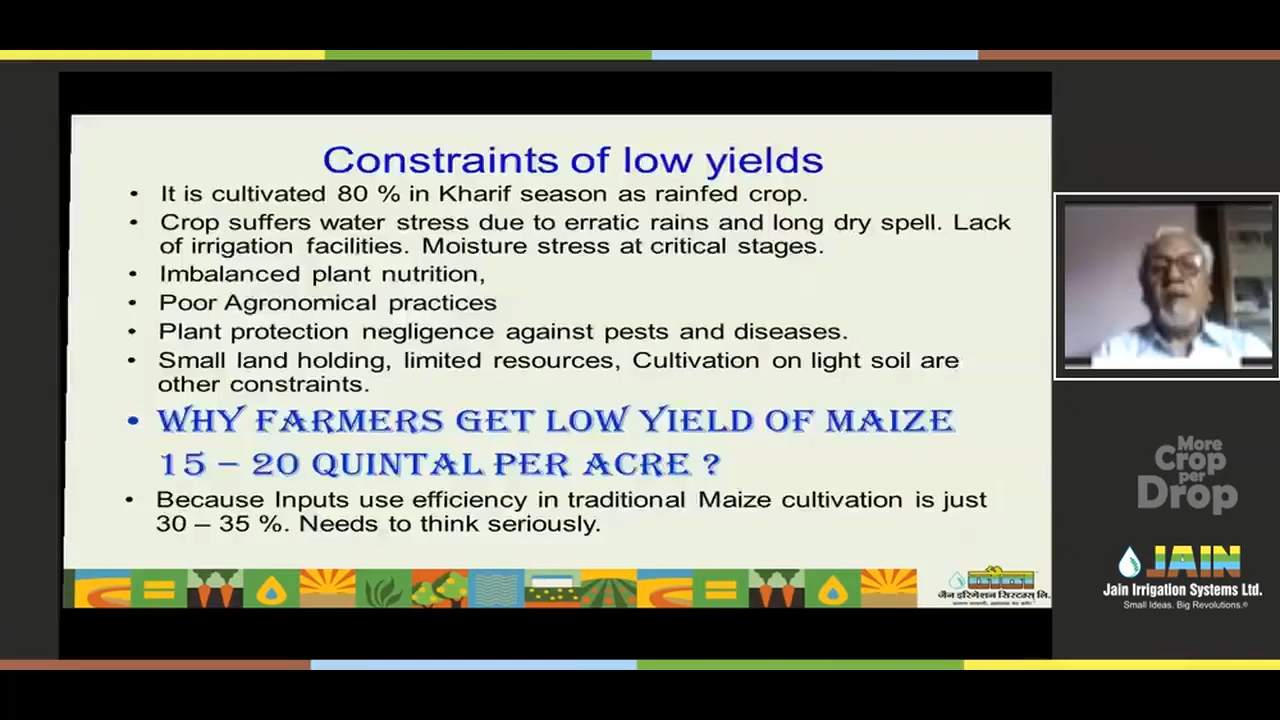 Constraints of low yields
• It is cultivated 80 % in Kharif season as rainfed crop.
• Crop suffers water stress due to erratic rains and long dry spell. Lack
of irrigation facilities. Moisture stress at critical stages.
• Imbalanced plant nutrition,
• Poor Agronomical practices
• Plant protection negligence against pests and diseases.
• Small land holding, limited resources, Cultivation on light soil are
other constraints.
• WHY FARMERS GET LOW YIELD OF MAIZE
15 – 20 QUINTAL PER ACRE ?
• Because Inputs use efficiency in traditional Maize cultivation is just
30 – 35 %. Needs to think seriously.
जैन इरिगेशन सिस्टम्स लि.
More
Crop
per
Drop
JAIN
Jain Irrigation Systems Ltd.
Small Ideas. Big Revolutions.®